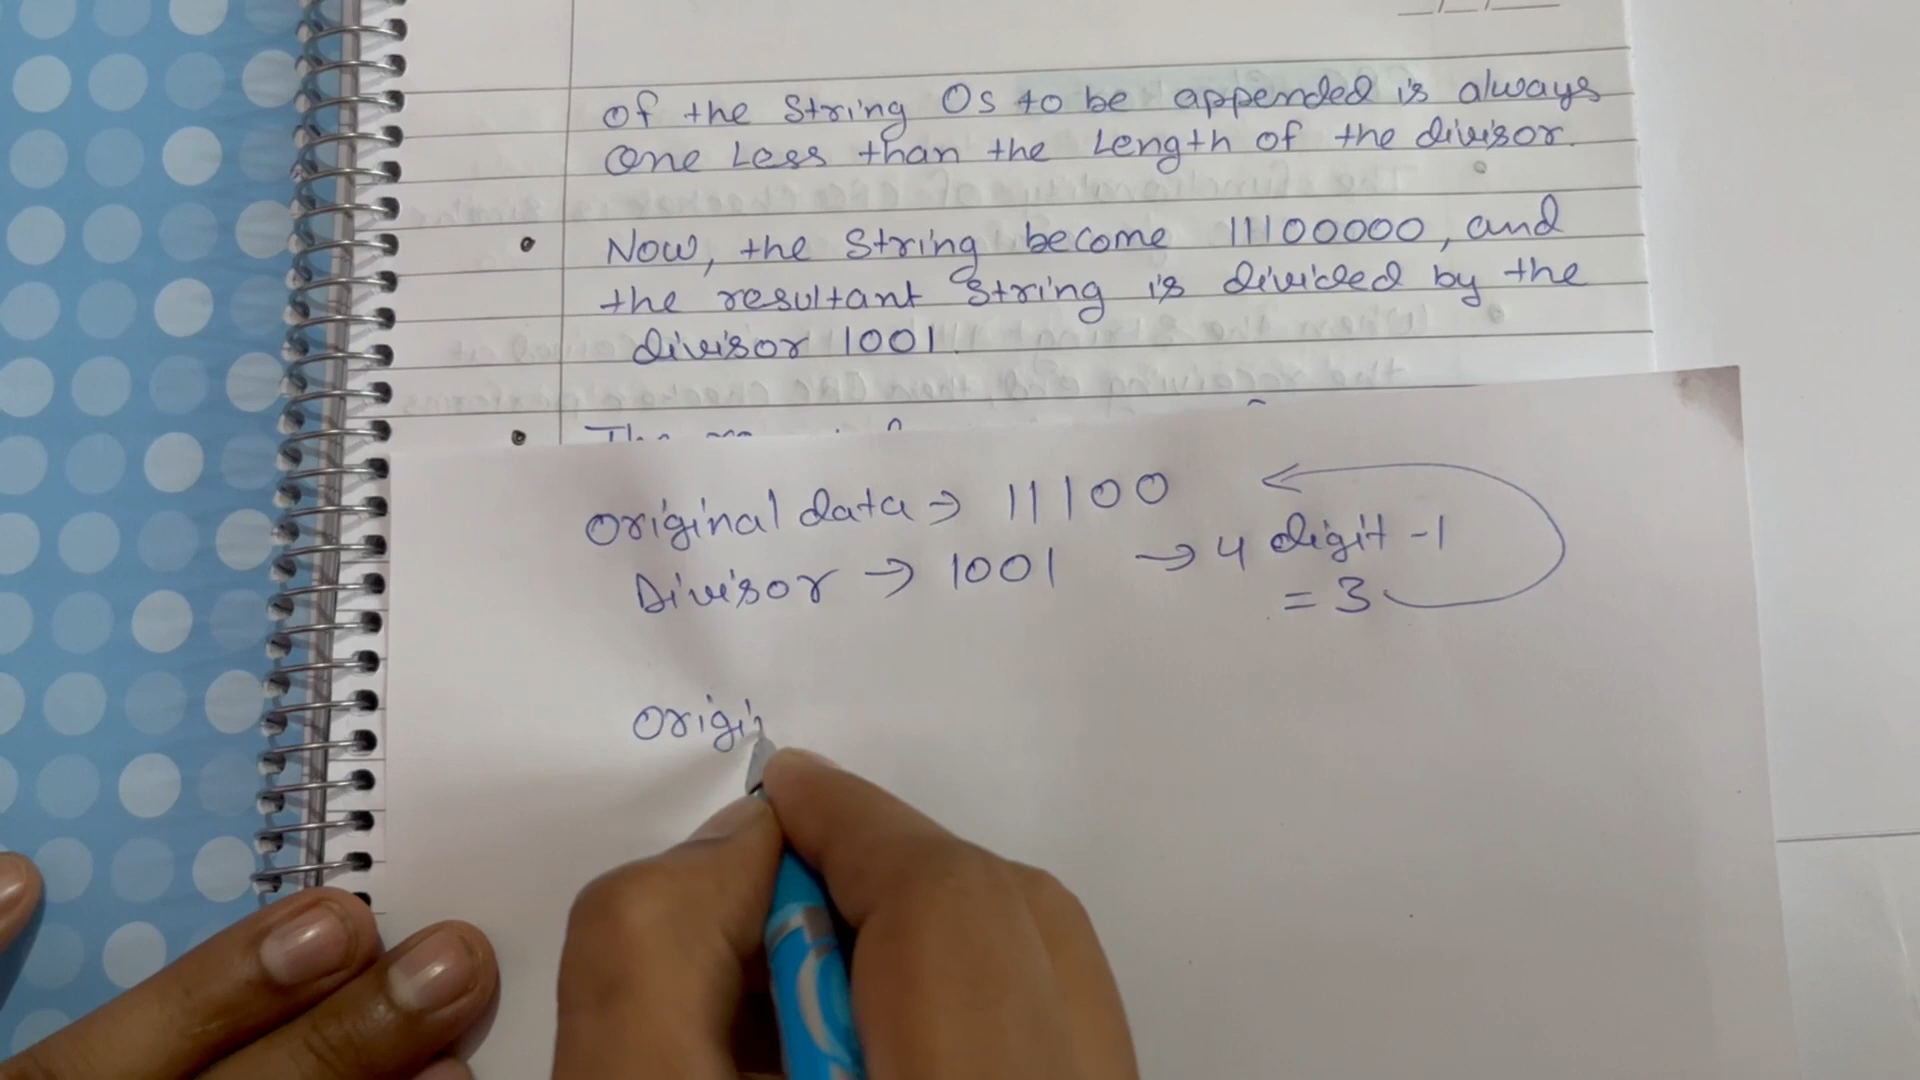 of the String Os to be appended is always
one Less than the Length of the divisor.
Now, the String become 11100000, and
the resultant String is divided by the
divisor 1001.
Original data → 11100
Divisor → 1001 → 4 digit -1
= 3
Origin